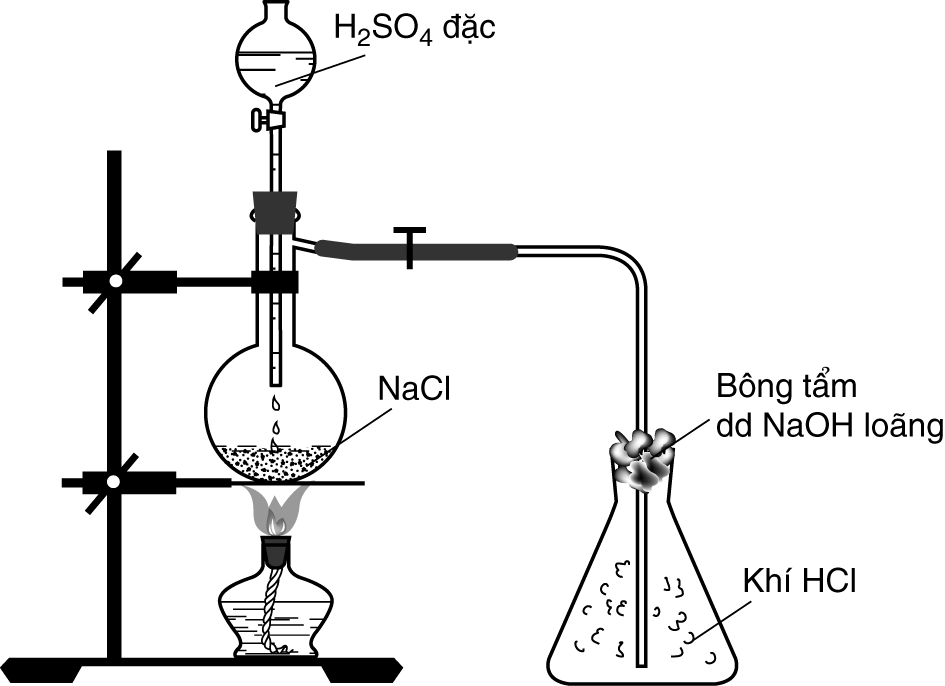 H₂SO₄ đặc
NaCl
Bông tẩm
dd NaOH loãng
Khí HCl